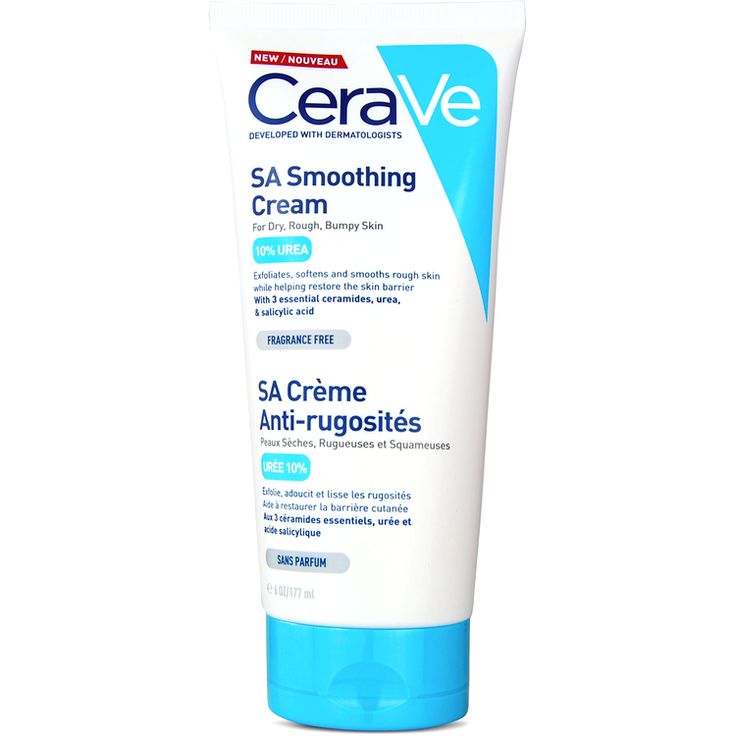 NEW / NOUVEAU
CeraVe
DEVELOPED WITH DERMATOLOGISTS
SA Smoothing
Cream
For Dry, Rough, Bumpy Skin
10% UREA
Exfoliates, softens and smooths rough skin
while helping restore the skin barrier
With 3 essential ceramides, urea,
& salicylic acid
FRAGRANCE FREE
SA Crème
Anti-rugosités
Peaux Sèches, Rugueuses et Squameuses
URÉE 10%
Exfolie, adoucit et lisse les rugosités
Aide à restaurer la barrière cutanée
Aux 3 céramides essentiels, urée et
acide salicylique
SANS PARFUM
℮ 6 OZ/177 ml